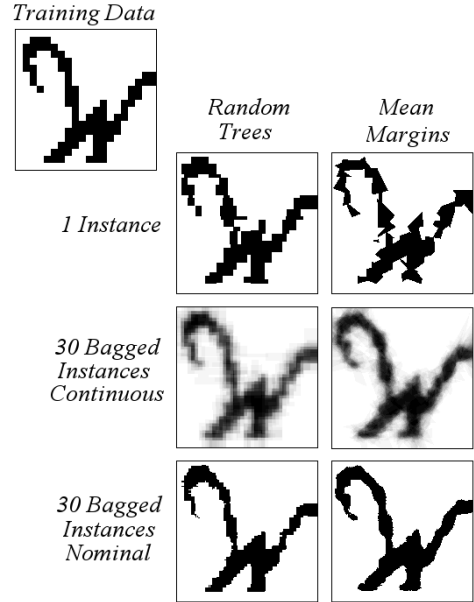 Training Data
Random
Trees
Mean
Margins
1 Instance
30 Bagged
Instances
Continuous
30 Bagged
Instances
Nominal